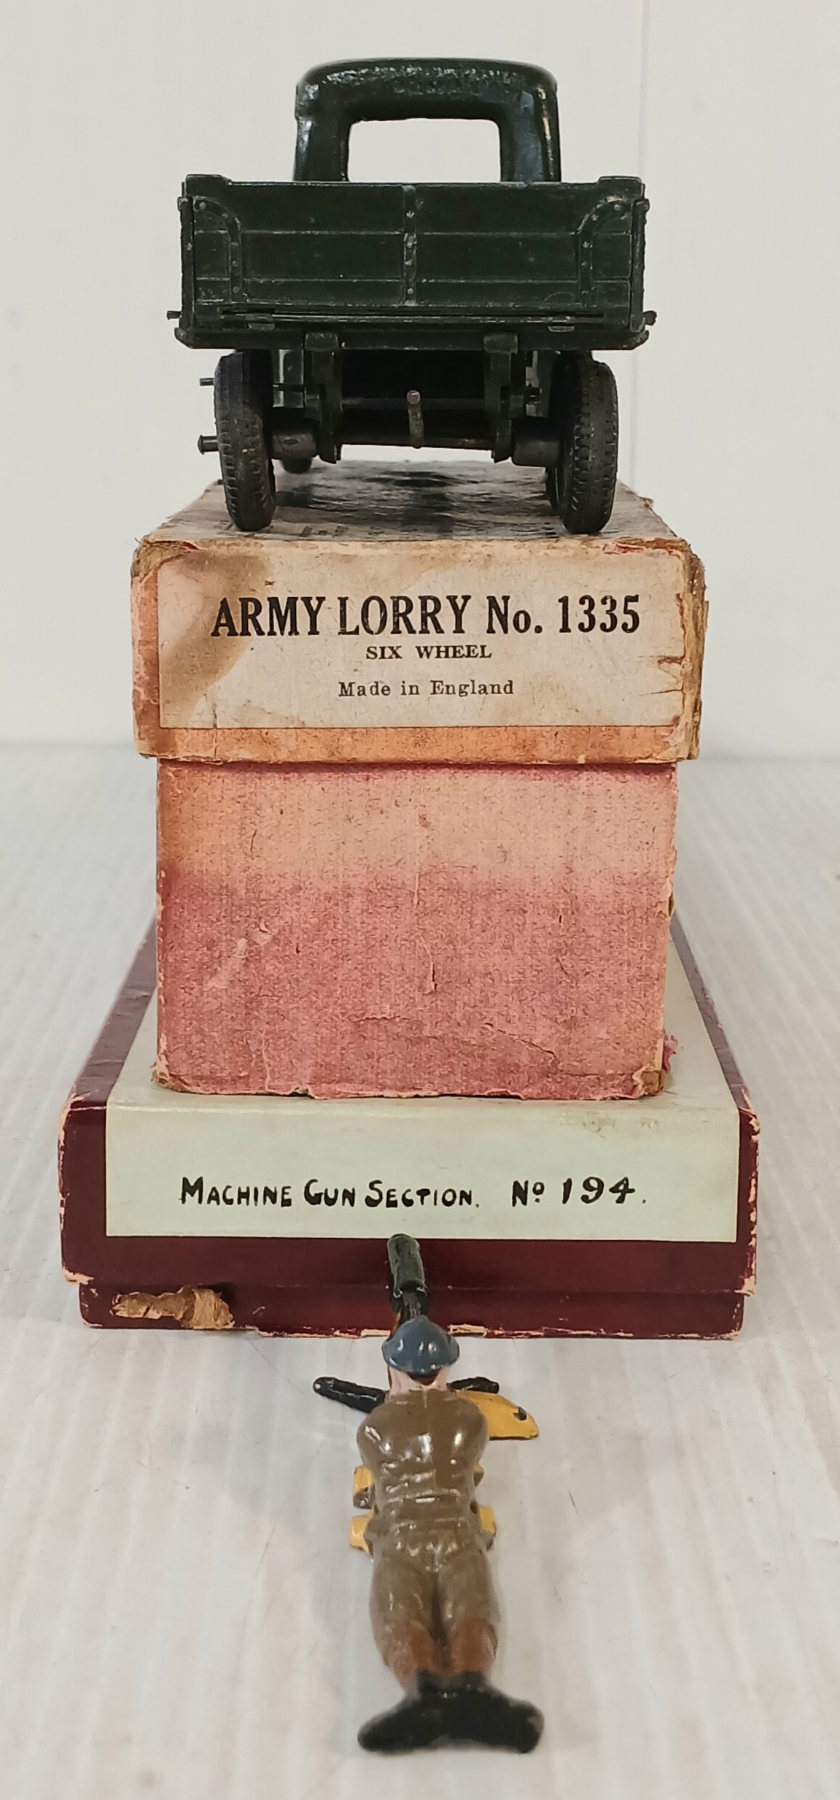 ARMY LORRY No. 1335
SIX WHEEL
Made in England
MACHINE GUN SECTION. Nº 194.